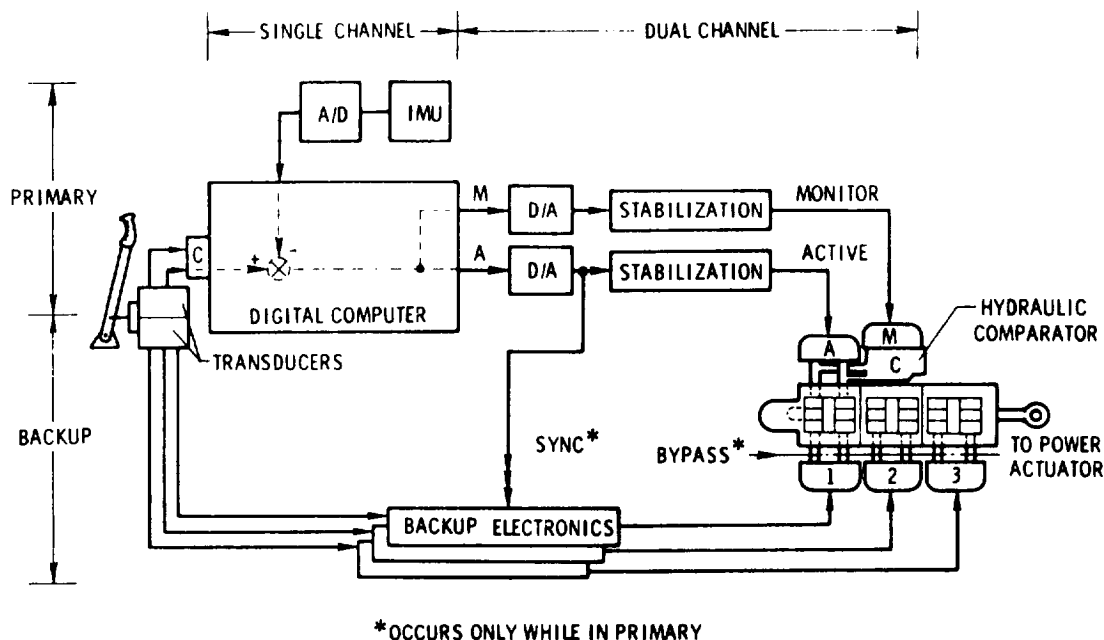 SINGLE CHANNEL
DUAL CHANNEL
A/D
IMU
PRIMARY
M
D/A
STABILIZATION
MONITOR
C
+
-
A
D/A
STABILIZATION
ACTIVE
DIGITAL COMPUTER
HYDRAULIC
COMPARATOR
TRANSDUCERS
A
M
C
BACKUP
SYNC*
BYPASS*
TO POWER
ACTUATOR
1
2
3
BACKUP ELECTRONICS
*OCCURS ONLY WHILE IN PRIMARY